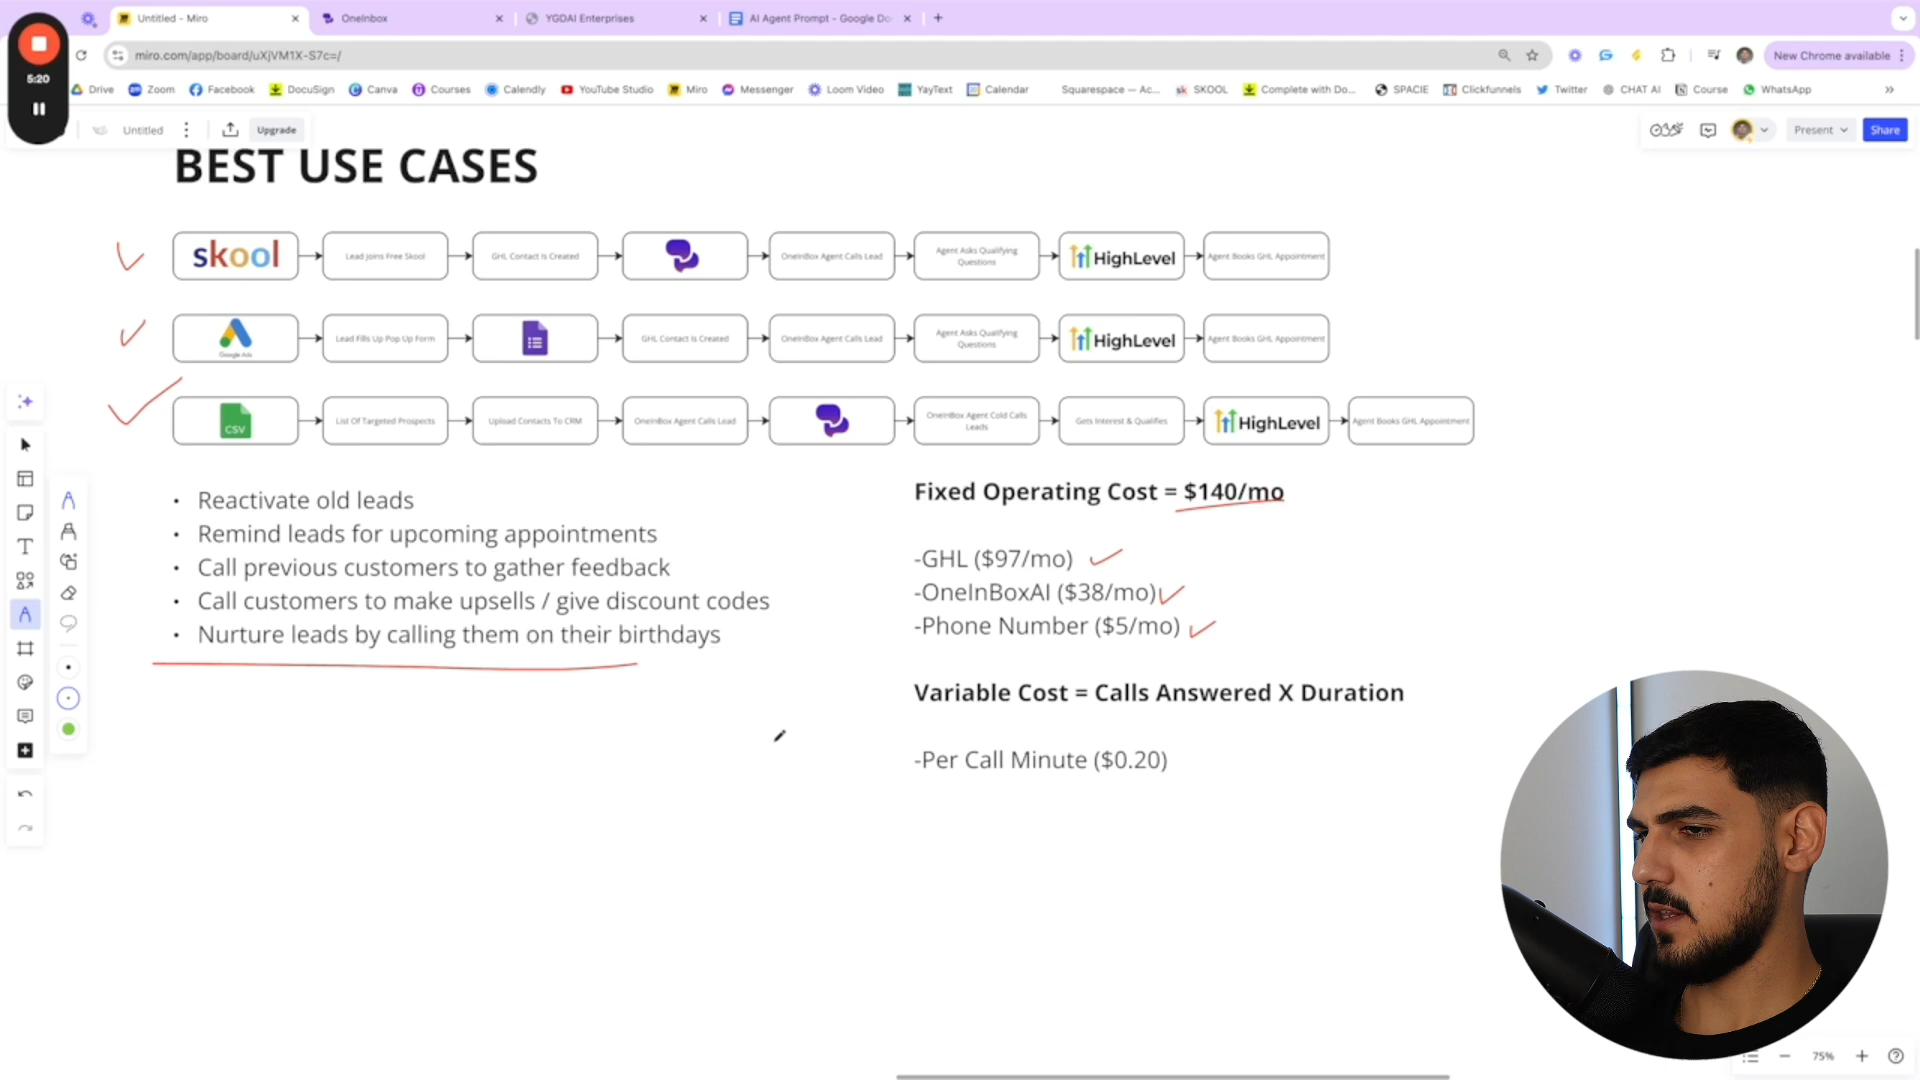 Untitled - Miro
OneInbox
YGDAI Enterprises
AI Agent Prompt - Google Do
miro.com/app/board/uXjVM1X-S7c=/
New Chrome available
5:20
Drive
Zoom
Facebook
DocuSign
Canva
Courses
Calendly
YouTube Studio
Miro
Messenger
Loom Video
YayText
Calendar
Squarespace — Ac...
sk SKOOL
Complete with Do...
SPACIE
Clickfunnels
Twitter
CHAT AI
Course
WhatsApp
Untitled
Upgrade
Present
Share
BEST USE CASES
skool
Lead Joins Free Skool
GHL Contact Is Created
OneInBox Agent Calls Lead
Agent Asks Qualifying
Questions
HighLevel
Agent Books GHL Appointment
Google Ads
Lead Fills Up Pop Up Form
GHL Contact Is Created
OneInBox Agent Calls Lead
Agent Asks Qualifying
Questions
HighLevel
Agent Books GHL Appointment
CSV
List Of Targeted Prospects
Upload Contacts To CRM
OneInBox Agent Calls Lead
OneInBox Agent Cold Calls
Leads
Gets Interest & Qualifies
HighLevel
Agent Books GHL Appointment
• Reactivate old leads
• Remind leads for upcoming appointments
• Call previous customers to gather feedback
• Call customers to make upsells / give discount codes
• Nurture leads by calling them on their birthdays
Fixed Operating Cost = $140/mo
-GHL ($97/mo)
-OneInBoxAI ($38/mo)
-Phone Number ($5/mo)
Variable Cost = Calls Answered X Duration
-Per Call Minute ($0.20)
75%